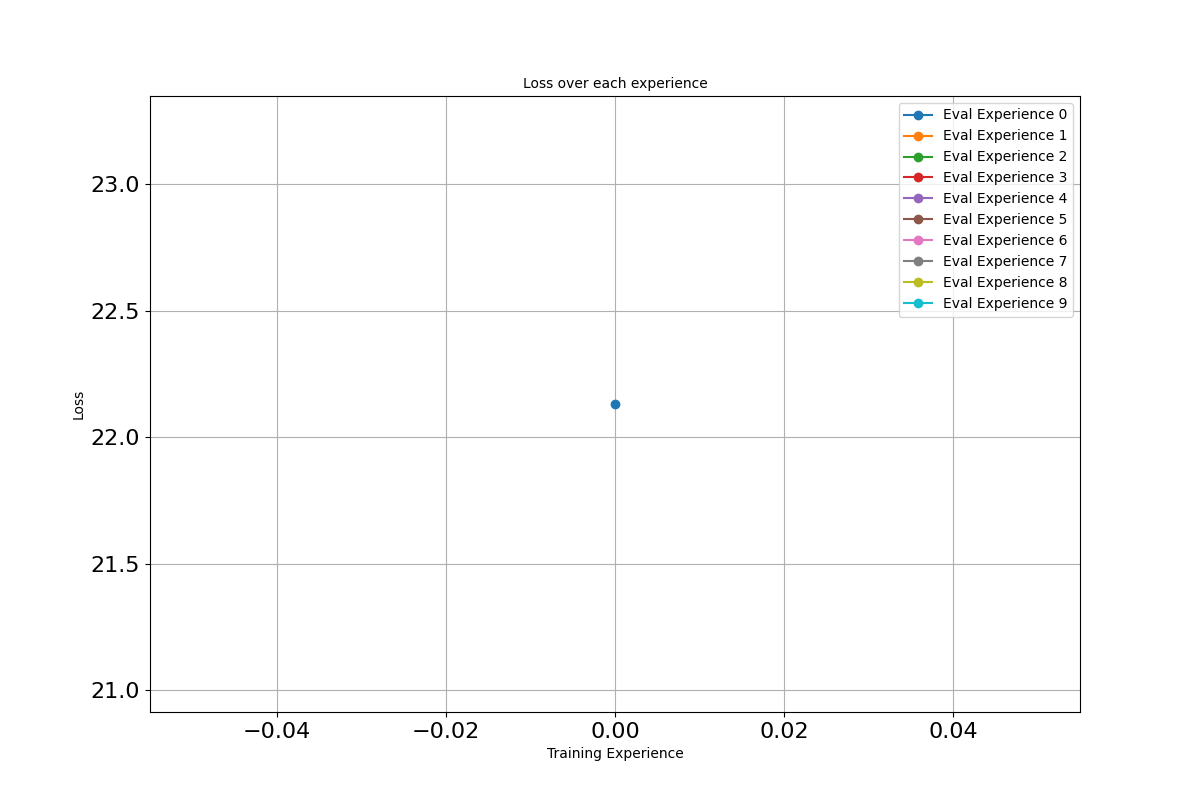 Loss over each experience
Eval Experience 0
Eval Experience 1
Eval Experience 2
Eval Experience 3
Eval Experience 4
Eval Experience 5
Eval Experience 6
Eval Experience 7
Eval Experience 8
Eval Experience 9
23.0
22.5
22.0
21.5
21.0
Loss
−0.04 −0.02 0.00 0.02 0.04
Training Experience